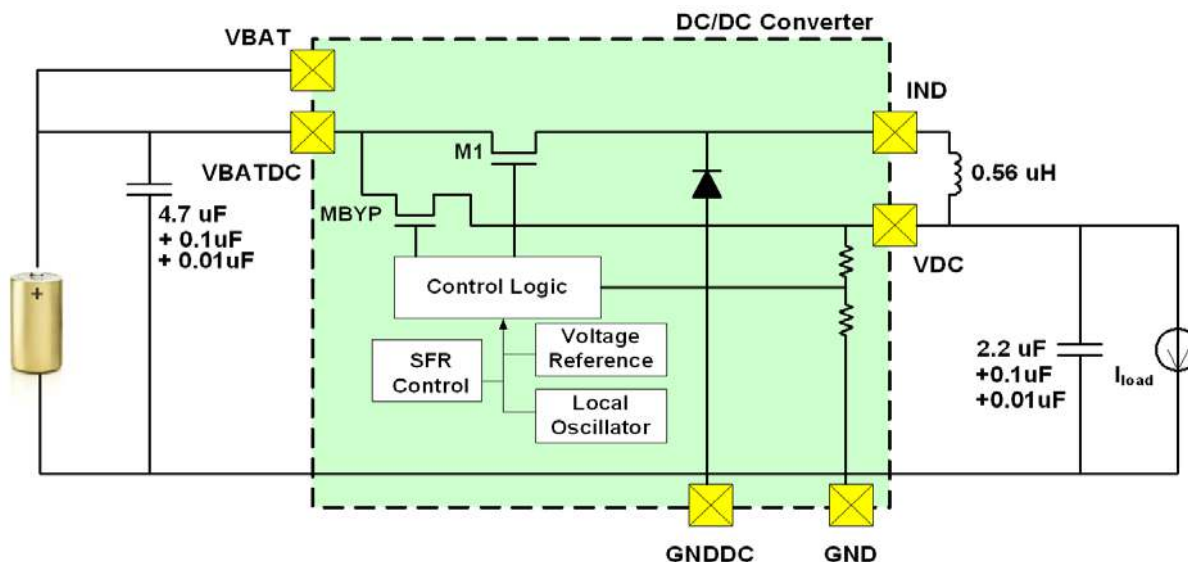 DC/DC Converter
VBAT
IND
VBATDC
M1
0.56 uH
4.7 uF
+ 0.1uF
+ 0.01uF
MBYP
VDC
+
Control Logic
Voltage
Reference
SFR
Control
Local
Oscillator
2.2 uF
+0.1uF
+0.01uF
Iload
GNDDC
GND